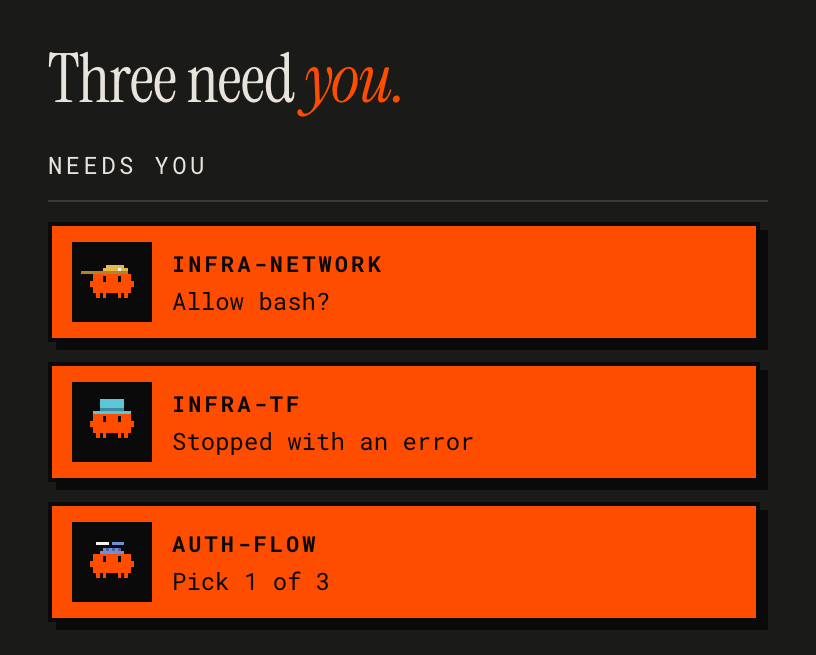 Three need you.
NEEDS YOU
INFRA-NETWORK
Allow bash?
INFRA-TF
Stopped with an error
AUTH-FLOW
Pick 1 of 3